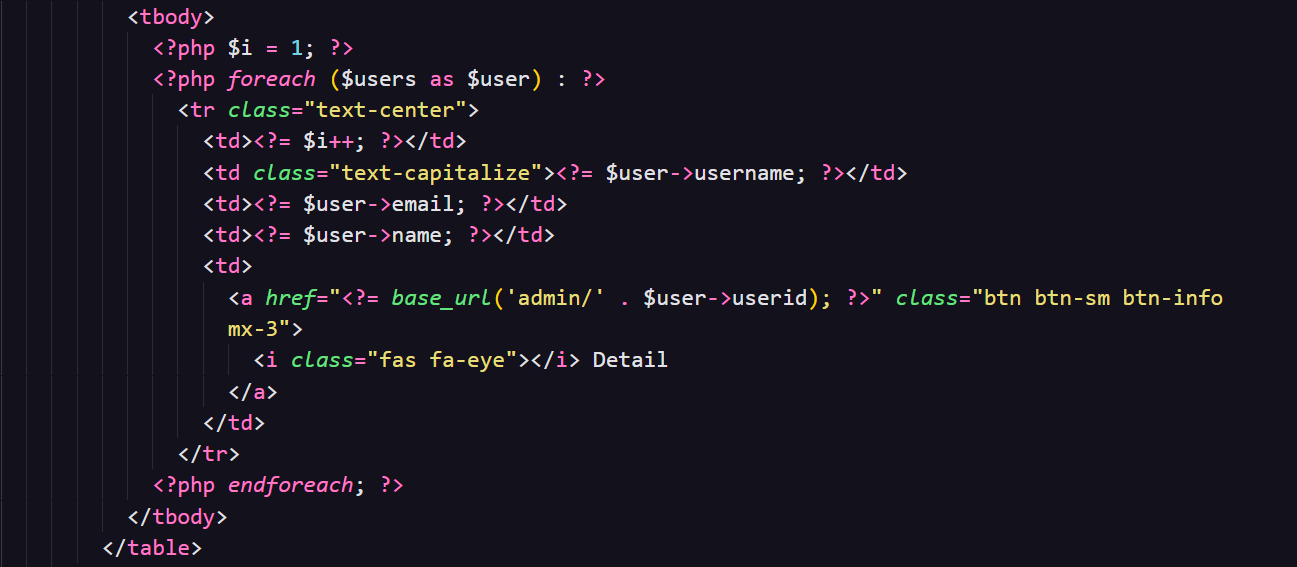 <tbody>
<?php $i = 1; ?>
<?php foreach ($users as $user) : ?>
<tr class="text-center">
<td><?= $i++; ?></td>
<td class="text-capitalize"><?= $user->username; ?></td>
<td><?= $user->email; ?></td>
<td><?= $user->name; ?></td>
<td>
<a href="<?= base_url('admin/' . $user->userid); ?>" class="btn btn-sm btn-info
mx-3">
<i class="fas fa-eye"></i> Detail
</a>
</td>
</tr>
<?php endforeach; ?>
</tbody>
</table>